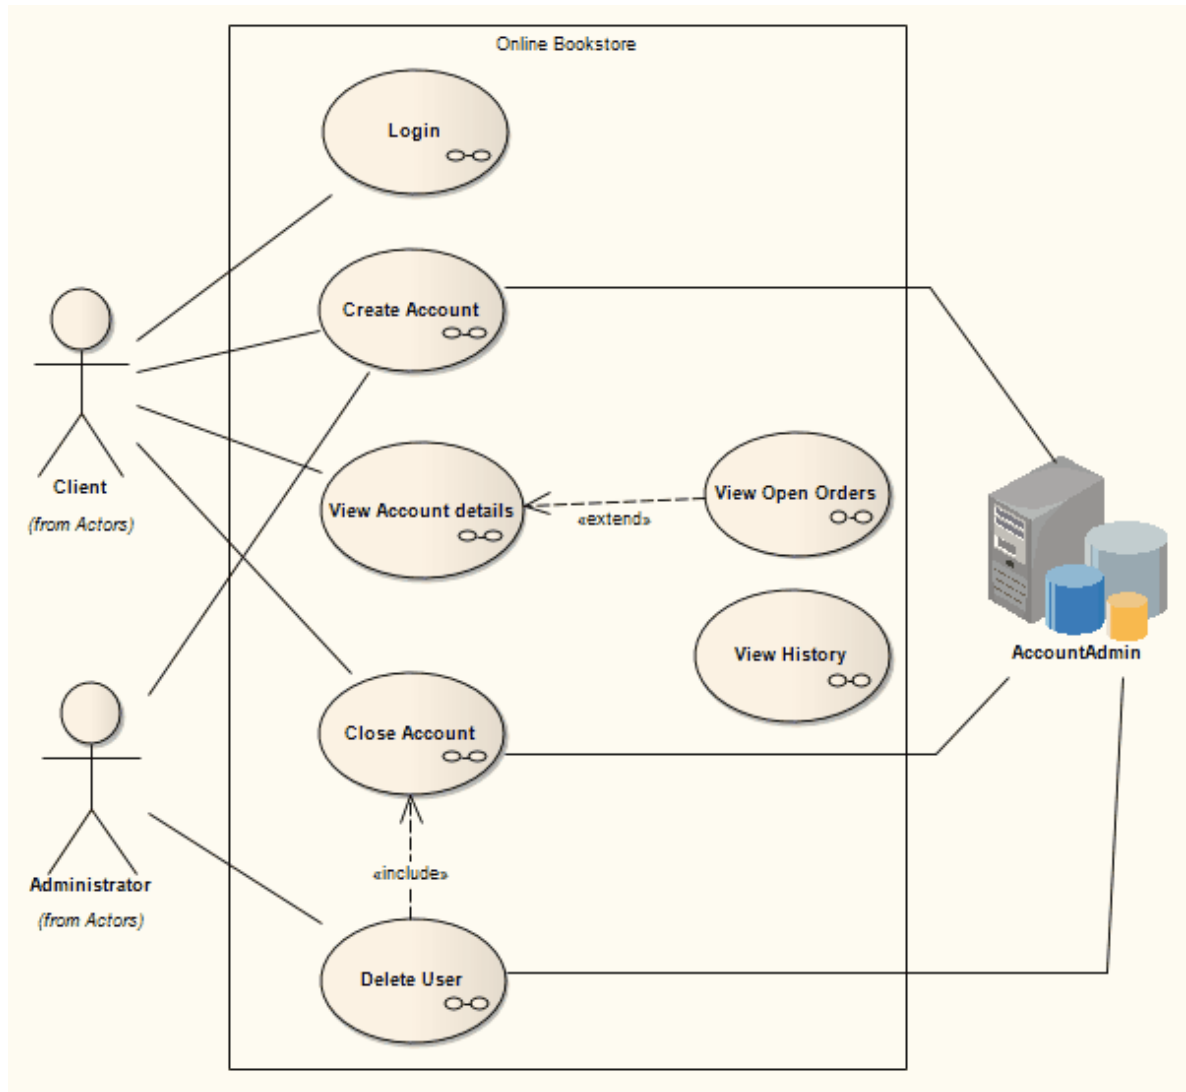 Online Bookstore
Login
Create Account
Client
(from Actors)
View Account details
«extend»
View Open Orders
View History
AccountAdmin
Close Account
Administrator
(from Actors)
«include»
Delete User